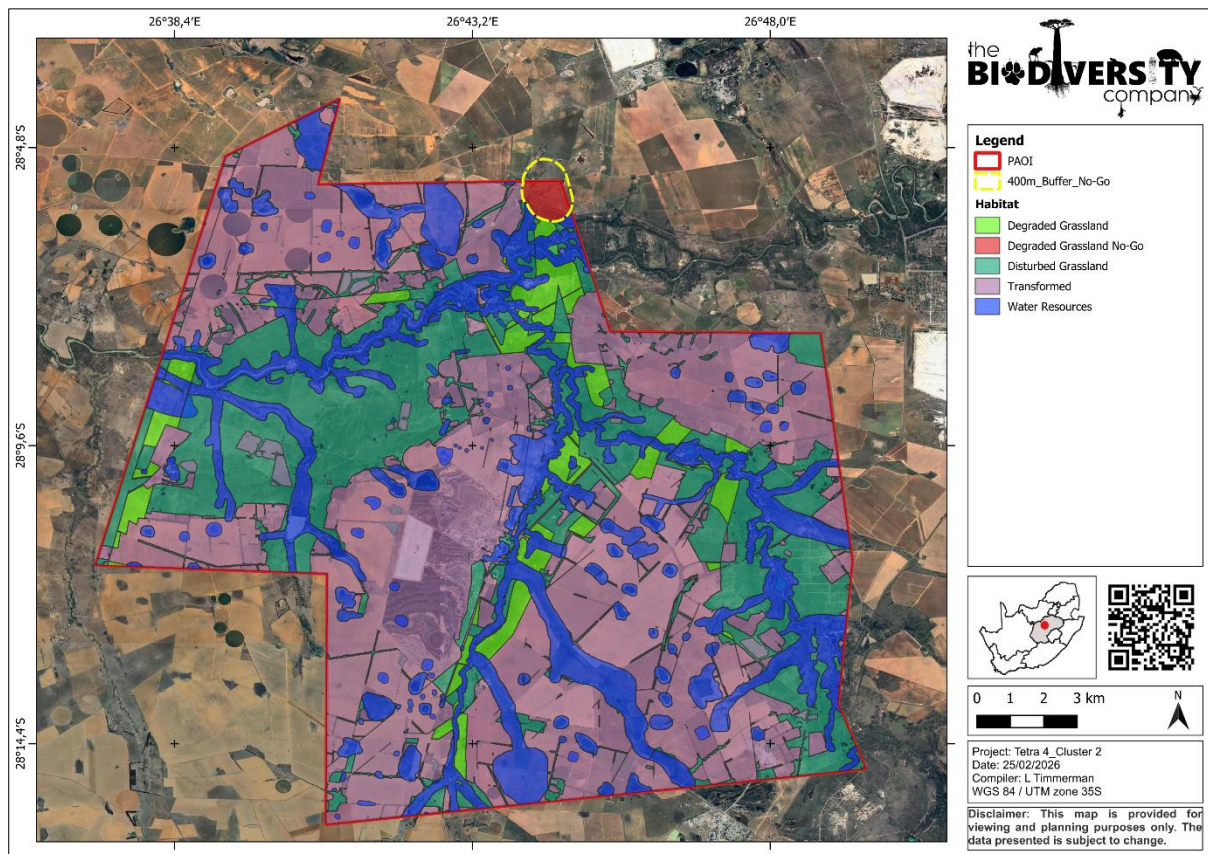 26°38,4'E
26°43,2'E
26°48,0'E
28°4,8'S
28°9,6'S
28°14,4'S
the
BIODIVERSITY
company
Legend
PAOI
400m_Buffer_No-Go
Habitat
Degraded Grassland
Degraded Grassland No-Go
Disturbed Grassland
Transformed
Water Resources
0 1 2 3 km
N
Project: Tetra 4_Cluster 2
Date: 25/02/2026
Compiler: L Timmerman
WGS 84 / UTM zone 35S
Disclaimer: This map is provided for
viewing and planning purposes only. The
data presented is subject to change.